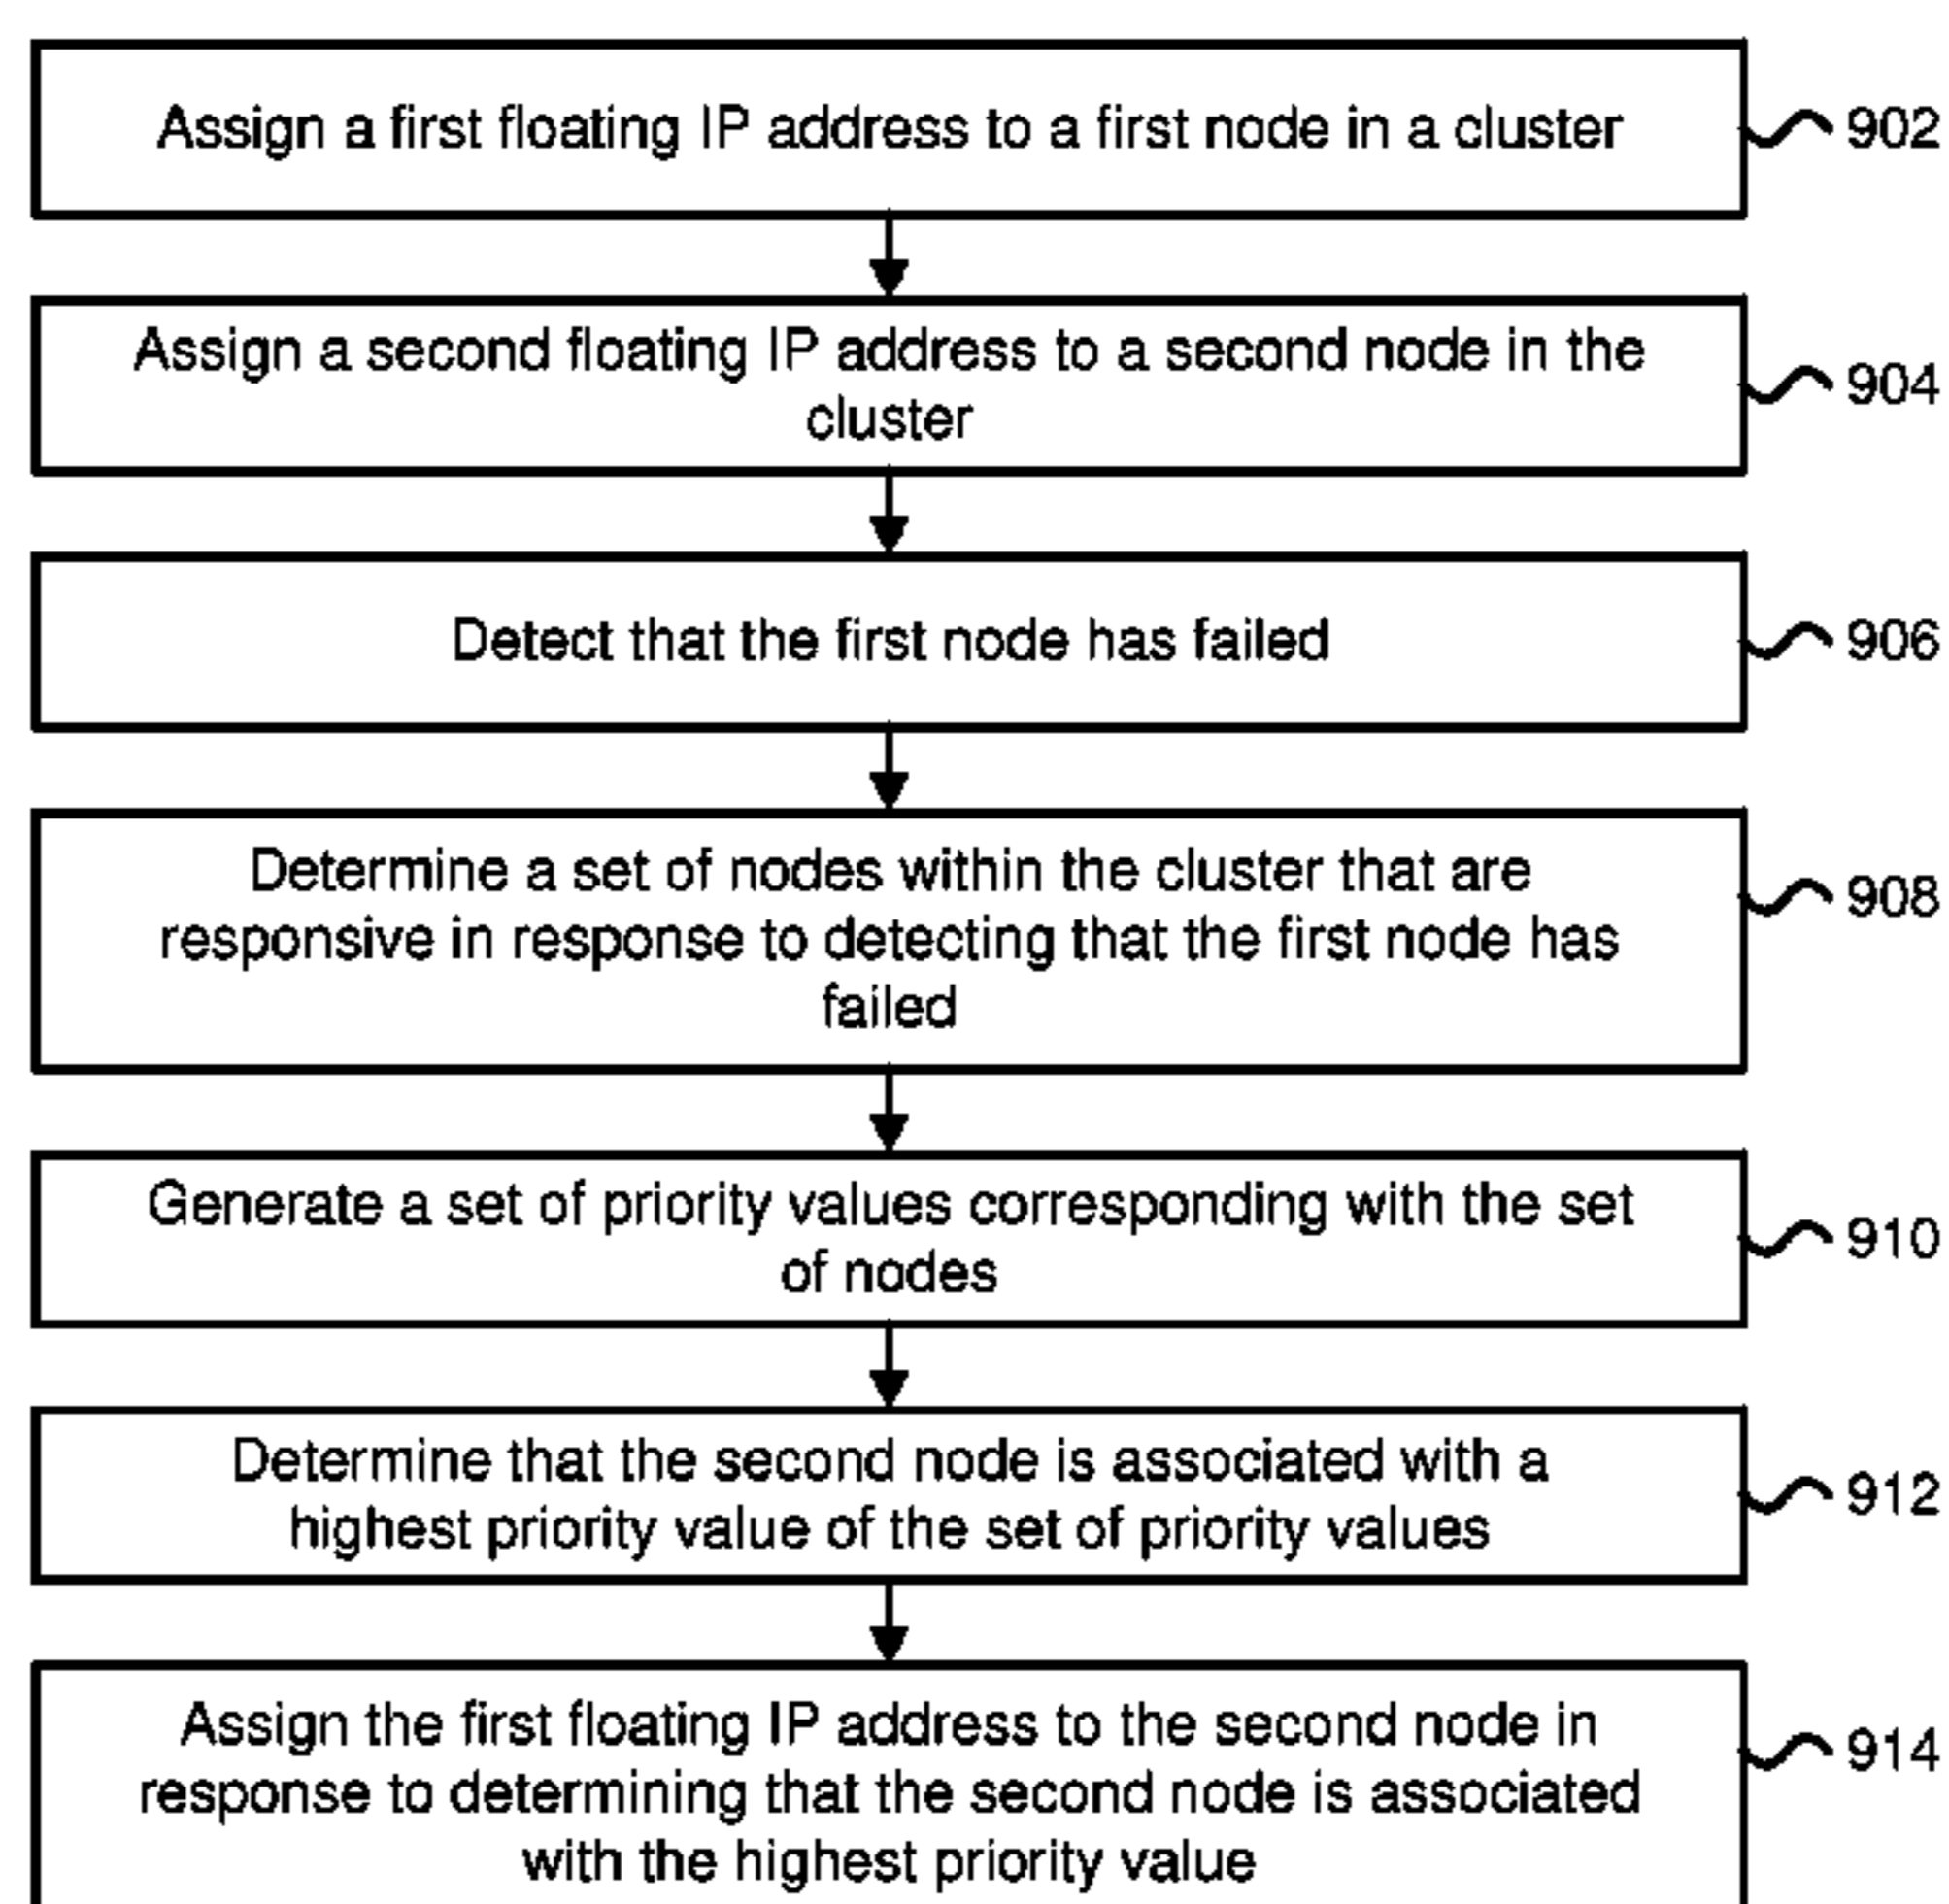 Assign a first floating IP address to a first node in a cluster
902
Assign a second floating IP address to a second node in the
cluster
904
Detect that the first node has failed
906
Determine a set of nodes within the cluster that are
responsive in response to detecting that the first node has
failed
908
Generate a set of priority values corresponding with the set
of nodes
910
Determine that the second node is associated with a
highest priority value of the set of priority values
912
Assign the first floating IP address to the second node in
response to determining that the second node is associated
with the highest priority value
914